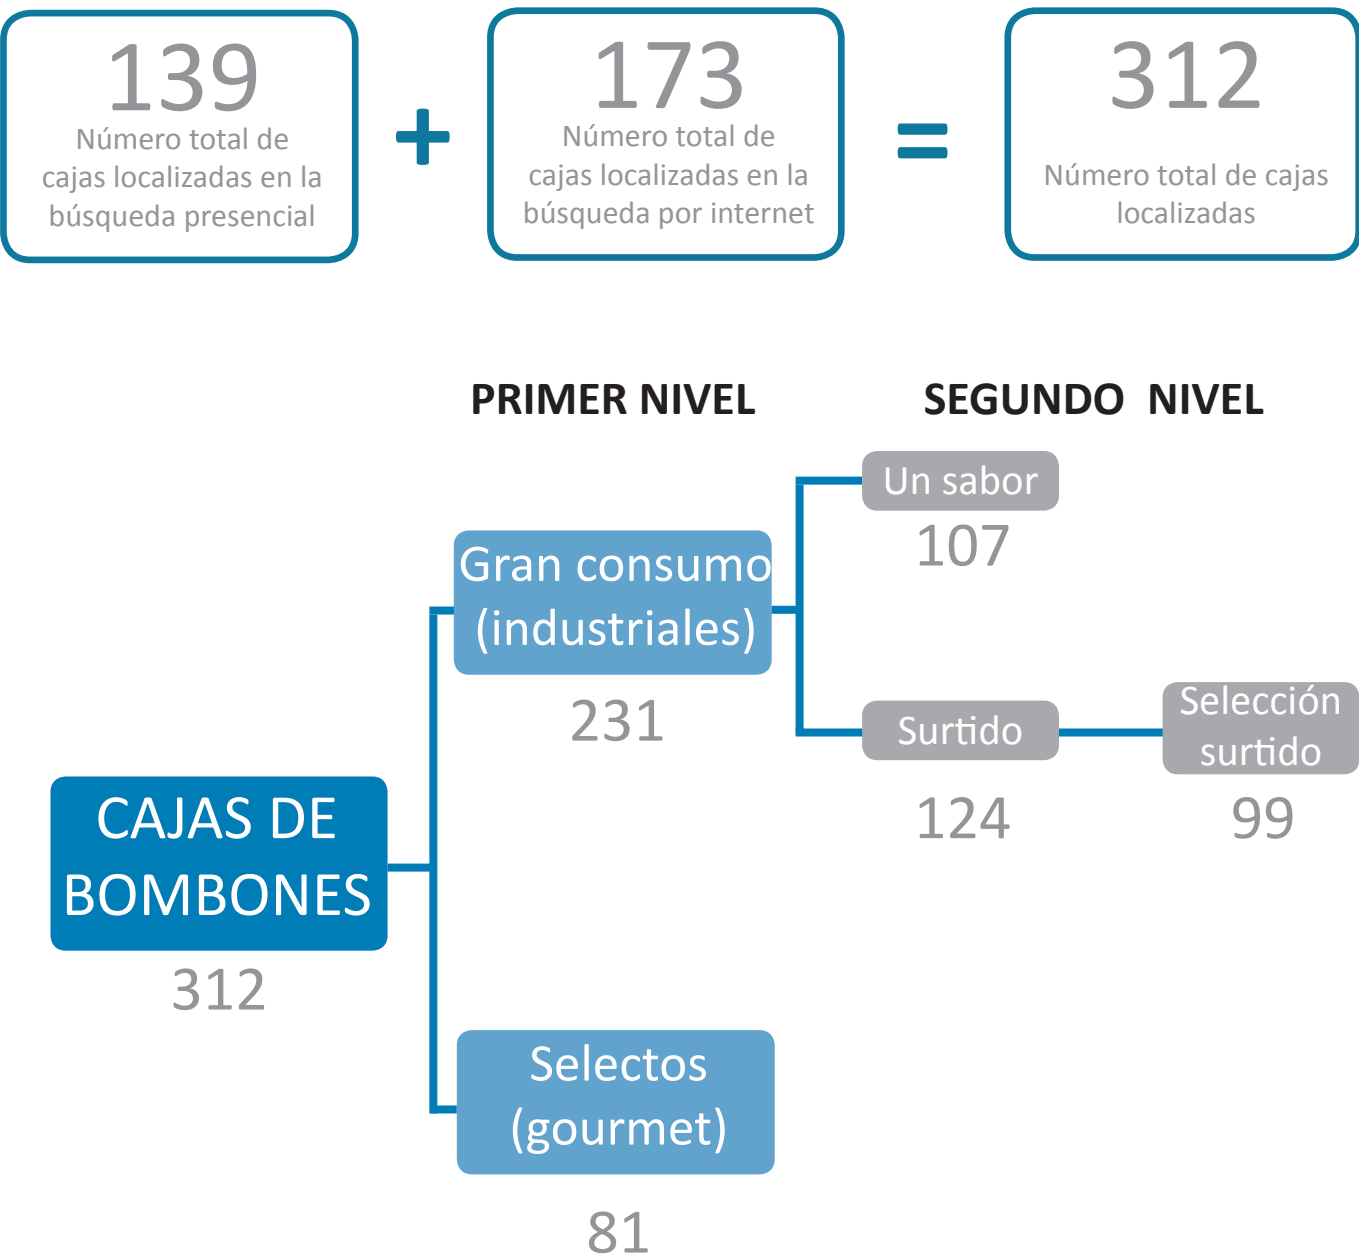 139
Número total de
cajas localizadas en la
búsqueda presencial
+
173
Número total de
cajas localizadas en la
búsqueda por internet
=
312
Número total de cajas
localizadas
PRIMER NIVEL
SEGUNDO NIVEL
Un sabor
107
Gran consumo
(industriales)
231
Surtido
124
Selección
surtido
99
CAJAS DE
BOMBONES
312
Selectos
(gourmet)
81